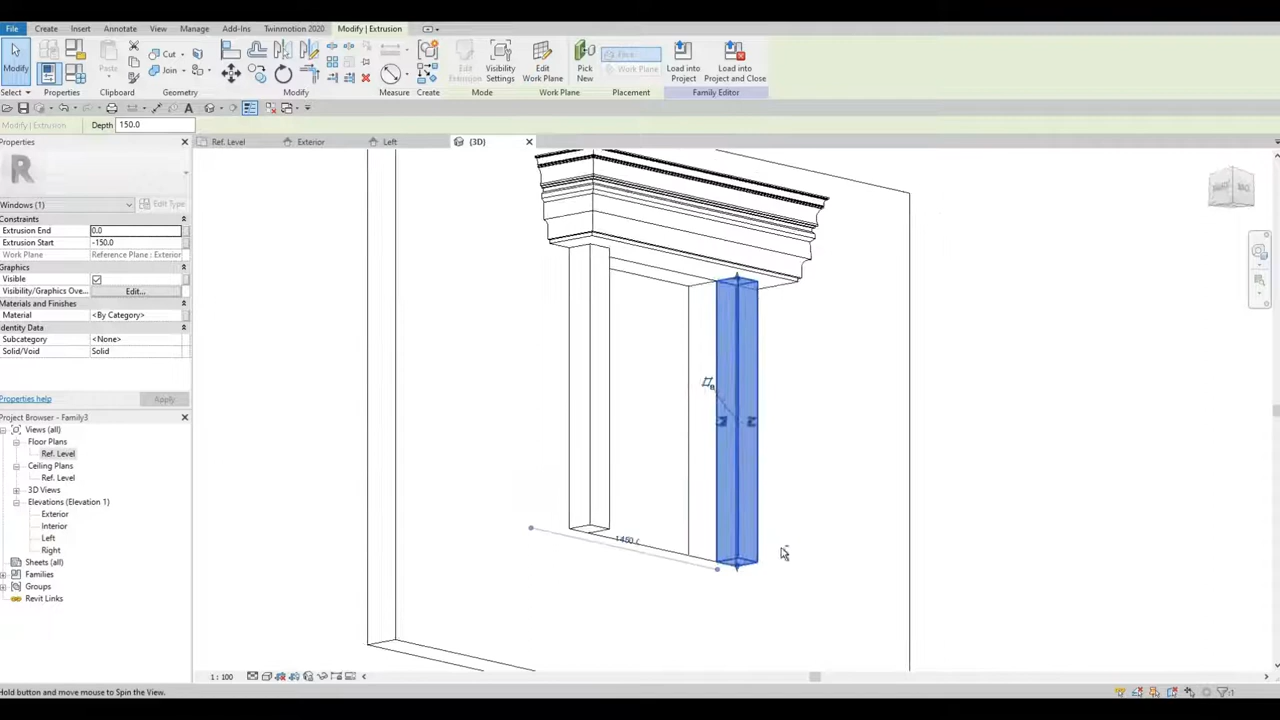 File Create Insert Annotate View Manage Add-Ins Twinmotion 2020 Modify | Extrusion
Modify Paste Cut Join Edit Extrusion Visibility Settings Edit Work Plane Pick New Face Work Plane Load into Project Load into Project and Close
Select Properties Clipboard Geometry Modify Measure Create Mode Work Plane Placement Family Editor
Modify | Extrusion Depth 150.0
Properties
Ref. Level Exterior Left (3D)
R
Windows (1) Edit Type
Constraints
Extrusion End 0.0
Extrusion Start -150.0
Work Plane Reference Plane : Exterior
Graphics
Visible
Visibility/Graphics Ove... Edit...
Materials and Finishes
Material <By Category>
Identity Data
Subcategory <None>
Solid/Void Solid
Properties help Apply
Project Browser - Family3
Views (all)
Floor Plans
Ref. Level
Ceiling Plans
Ref. Level
3D Views
Elevations (Elevation 1)
Exterior
Interior
Left
Right
Sheets (all)
Families
Groups
Revit Links
1 : 100
Hold button and move mouse to Spin the View.
:1